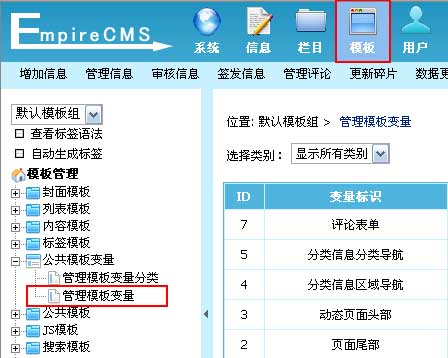 EmpireCMS
系统 信息 栏目 模板 用户
增加信息 管理信息 审核信息 签发信息 管理评论 更新碎片 数据更
默认模板组
查看标签语法
自动生成标签
模板管理
封面模板
列表模板
内容模板
标签模板
公共模板变量
管理模板变量分类
管理模板变量
公共模板
JS模板
搜索模板
位置: 默认模板组 > 管理模板变量
选择类别: 显示所有类别
ID 变量标识
7 评论表单
5 分类信息分类导航
4 分类信息区域导航
3 动态页面头部
2 页面尾部